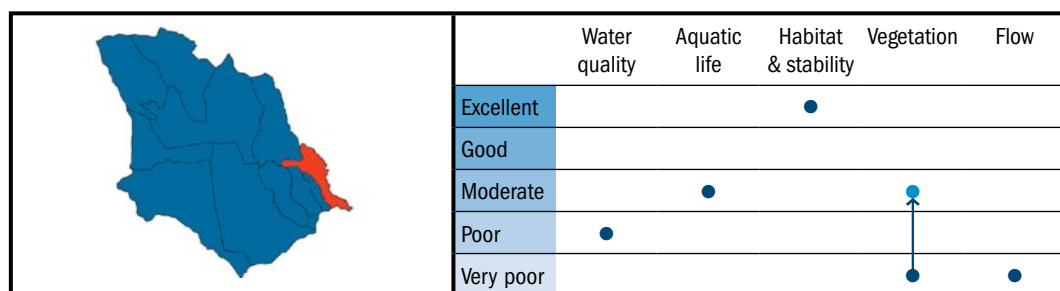 Water quality
Aquatic life
Habitat & stability
Vegetation
Flow
Excellent
Good
Moderate
Poor
Very poor